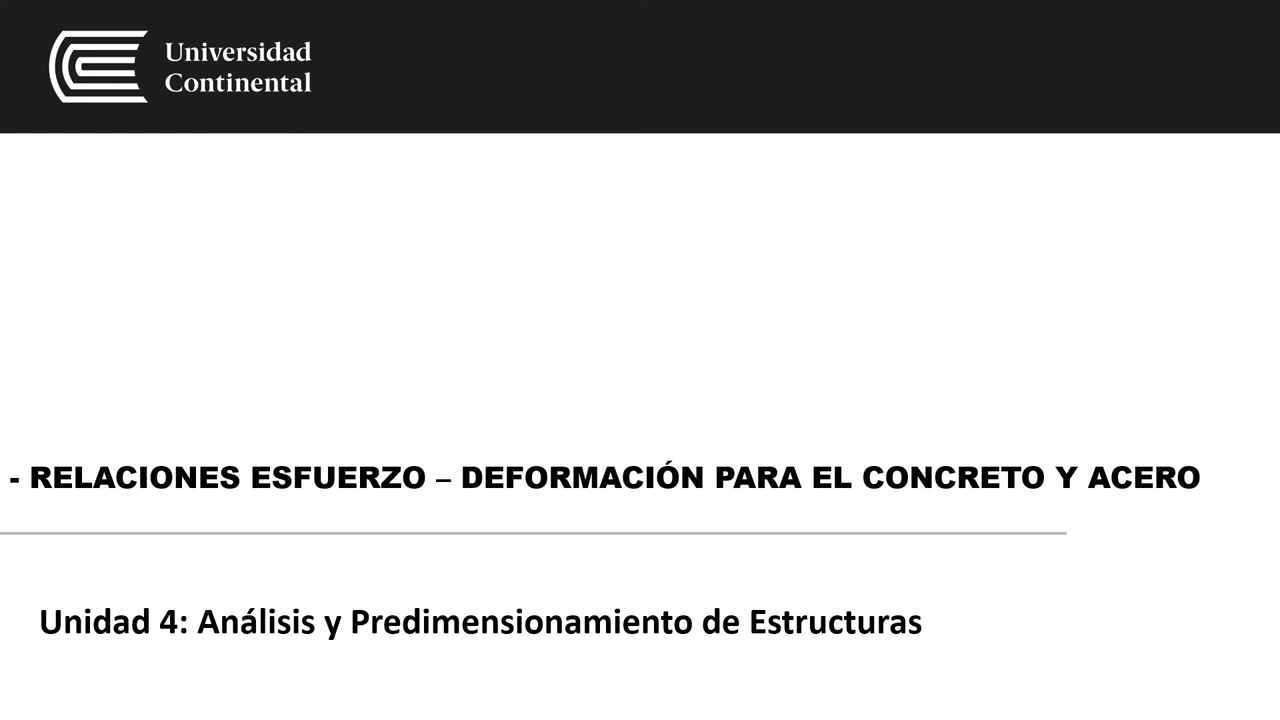 Universidad
Continental
- RELACIONES ESFUERZO – DEFORMACIÓN PARA EL CONCRETO Y ACERO
Unidad 4: Análisis y Predimensionamiento de Estructuras